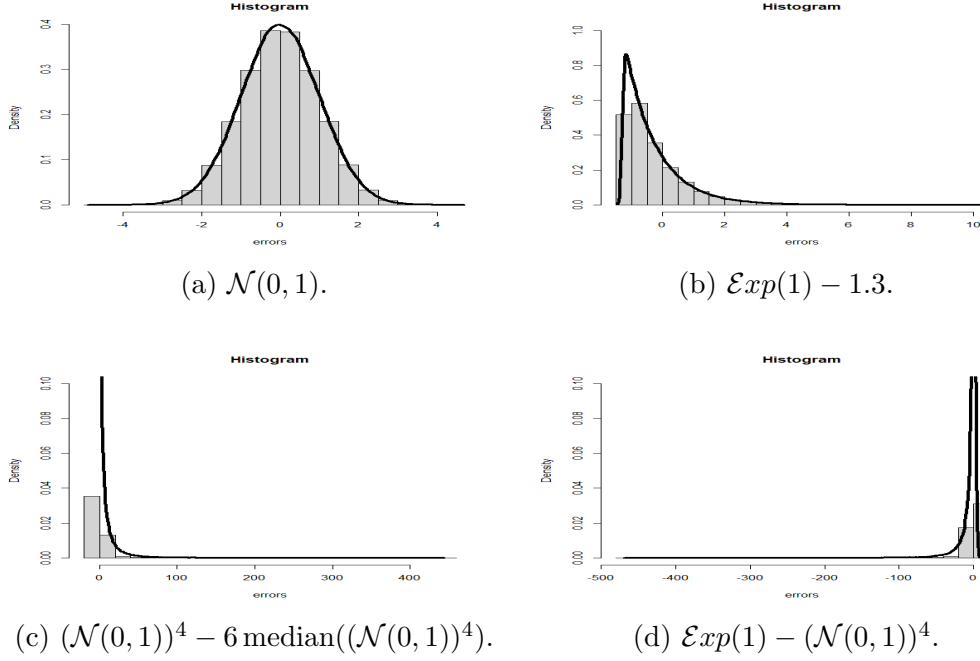 Histogram
Density
0.0 0.1 0.2 0.3 0.4
-4 -2 0 2 4
errors
(a) 𝒩(0, 1).
Histogram
Density
0.0 0.2 0.4 0.6 0.8 1.0
0 2 4 6 8 10
errors
(b) ℰxp(1) − 1.3.
Histogram
Density
0.00 0.02 0.04 0.06 0.08 0.10
0 100 200 300 400
errors
(c) (𝒩(0, 1))⁴ − 6 median((𝒩(0, 1))⁴).
Histogram
Density
0.00 0.02 0.04 0.06 0.08 0.10
-500 -400 -300 -200 -100 0
errors
(d) ℰxp(1) − (𝒩(0, 1))⁴.